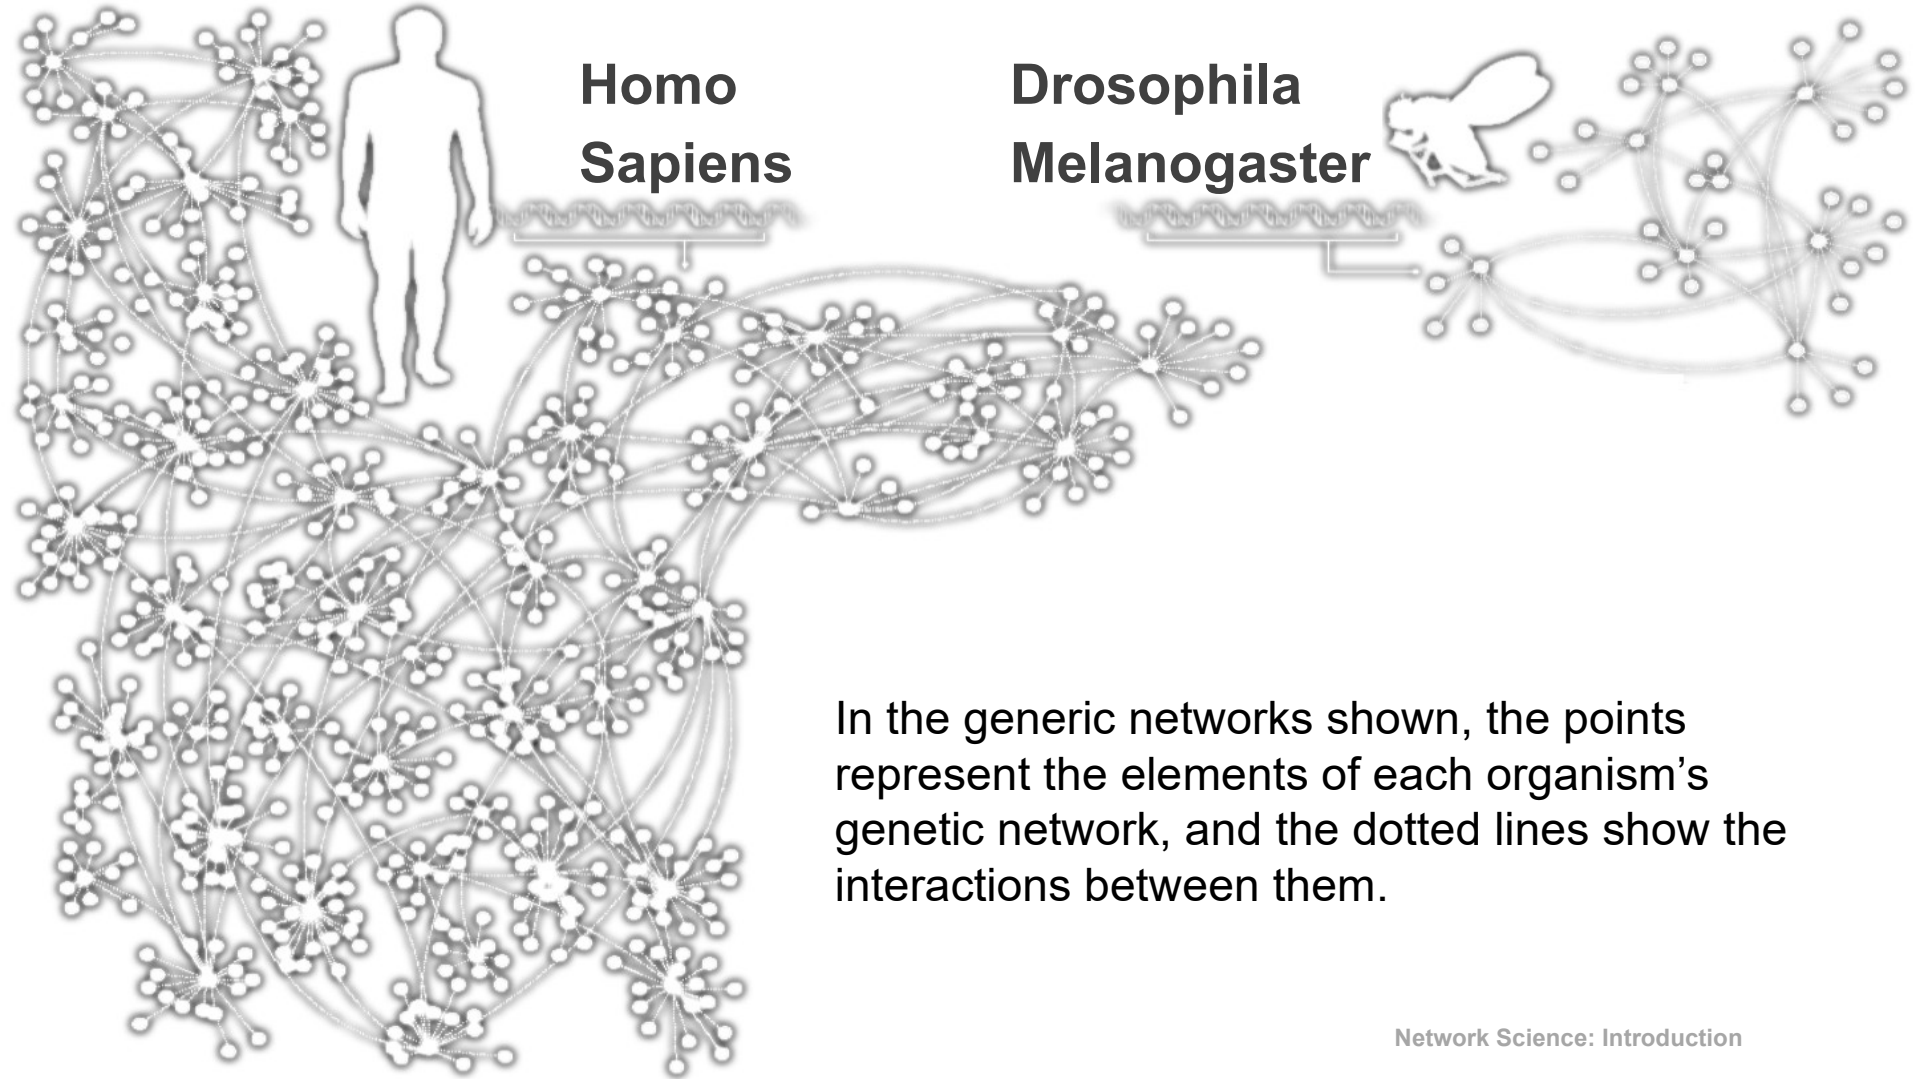 Homo
Sapiens
Drosophila
Melanogaster
In the generic networks shown, the points
represent the elements of each organism’s
genetic network, and the dotted lines show the
interactions between them.
Network Science: Introduction